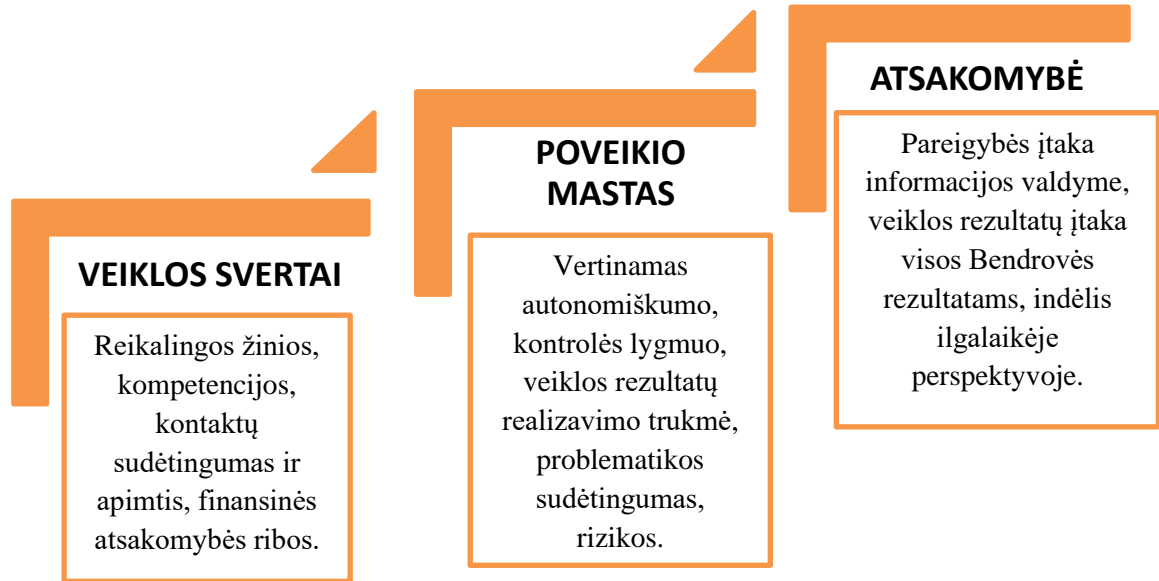 VEIKLOS SVERTAI
Reikalingos žinios,
kompetencijos,
kontaktų
sudėtingumas ir
apimtis, finansinės
atsakomybės ribos.
POVEIKIO
MASTAS
Vertinamas
autonomiškumo,
kontrolės lygmuo,
veiklos rezultatų
realizavimo trukmė,
problematikos
sudėtingumas,
rizikos.
ATSAKOMYBĖ
Pareigybės įtaka
informacijos valdyme,
veiklos rezultatų įtaka
visos Bendrovės
rezultatams, indėlis
ilgalaikėje
perspektyvoje.